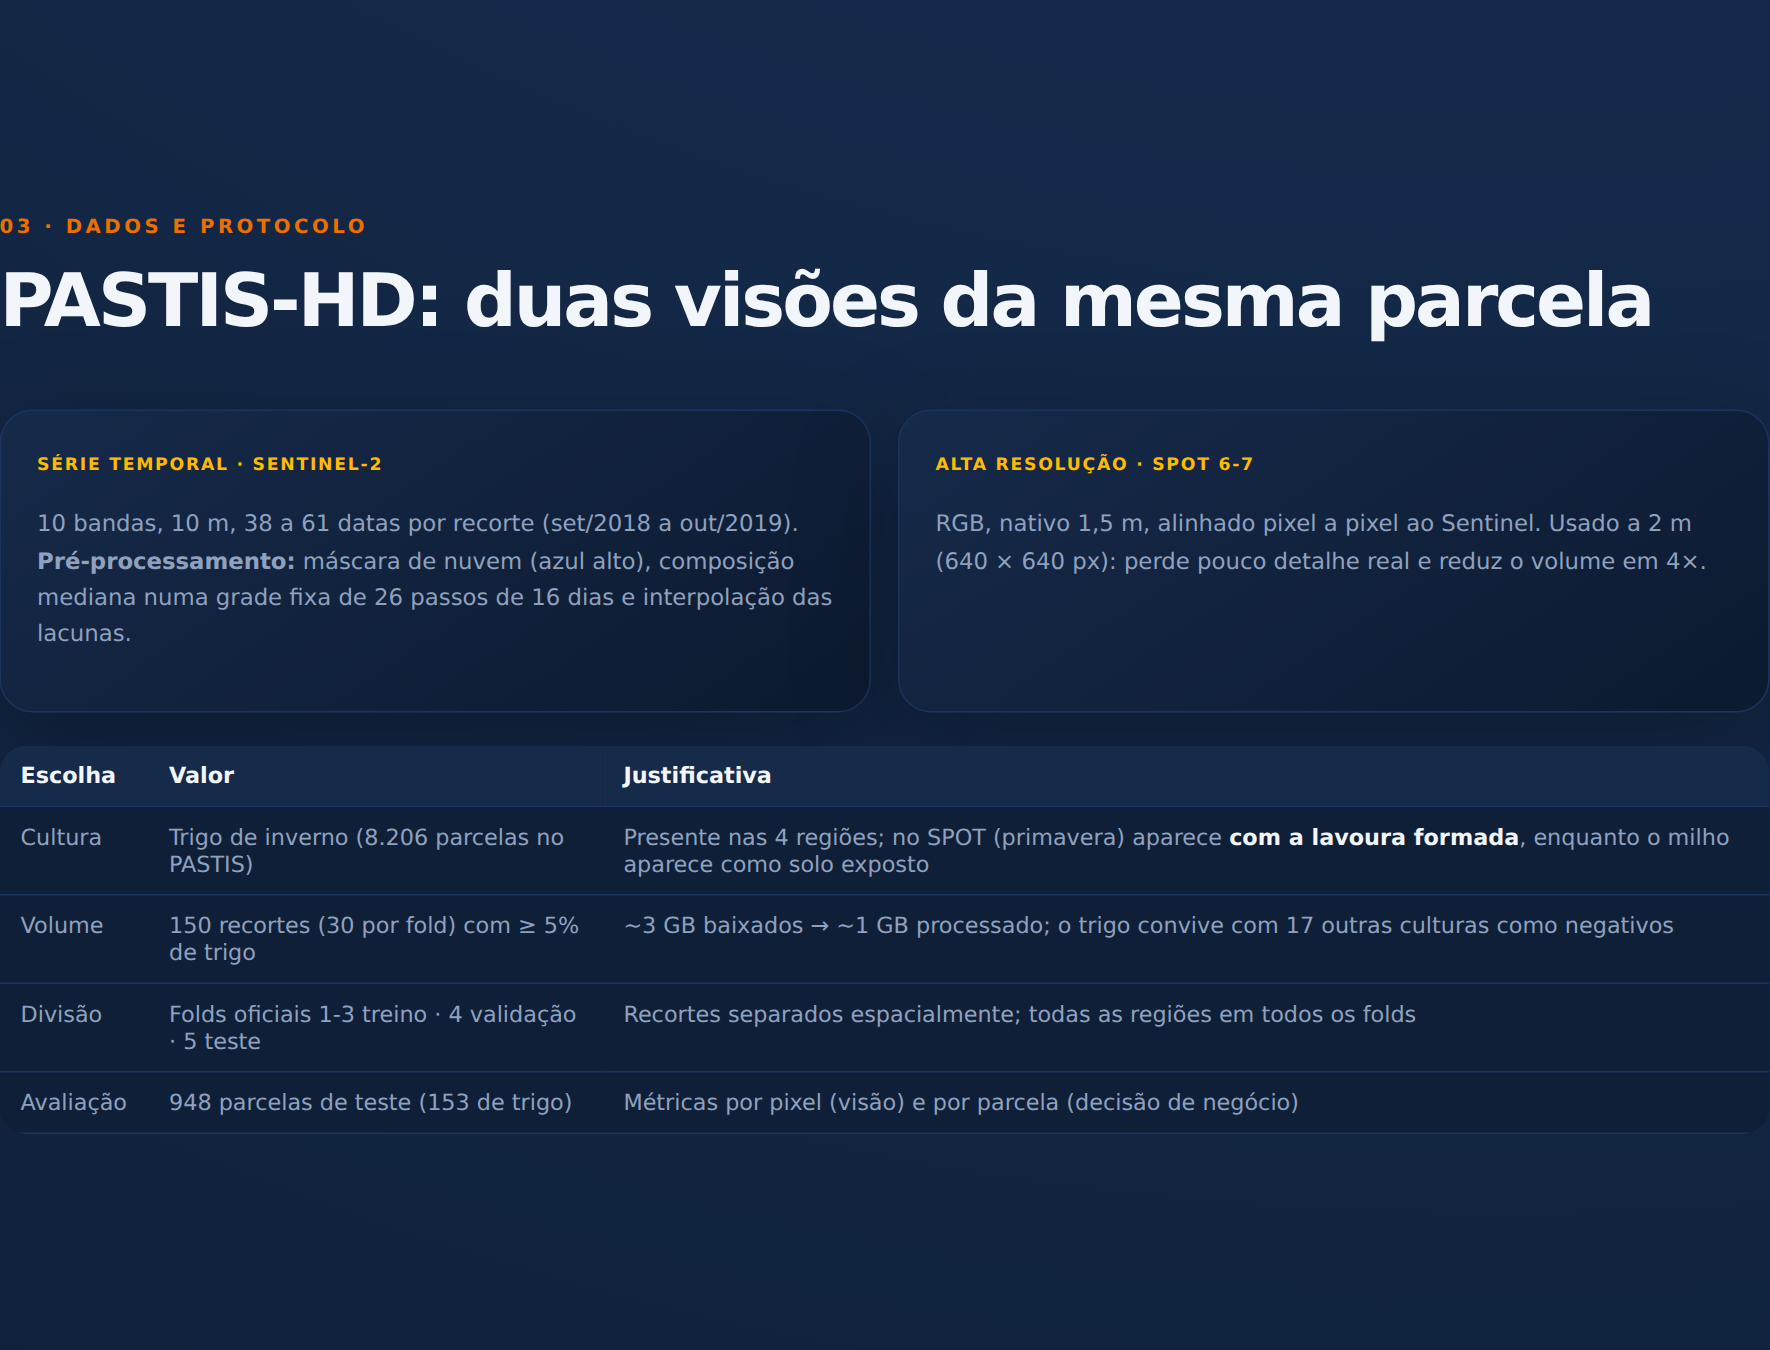 03 · DADOS E PROTOCOLO
PASTIS-HD: duas visões da mesma parcela
SÉRIE TEMPORAL · SENTINEL-2
10 bandas, 10 m, 38 a 61 datas por recorte (set/2018 a out/2019).
Pré-processamento: máscara de nuvem (azul alto), composição
mediana numa grade fixa de 26 passos de 16 dias e interpolação das
lacunas.
ALTA RESOLUÇÃO · SPOT 6-7
RGB, nativo 1,5 m, alinhado pixel a pixel ao Sentinel. Usado a 2 m
(640 × 640 px): perde pouco detalhe real e reduz o volume em 4×.
Escolha Valor Justificativa
Cultura Trigo de inverno (8.206 parcelas no Presente nas 4 regiões; no SPOT (primavera) aparece com a lavoura formada, enquanto o milho
PASTIS) aparece como solo exposto
Volume 150 recortes (30 por fold) com ≥ 5% ~3 GB baixados → ~1 GB processado; o trigo convive com 17 outras culturas como negativos
de trigo
Divisão Folds oficiais 1-3 treino · 4 validação Recortes separados espacialmente; todas as regiões em todos os folds
· 5 teste
Avaliação 948 parcelas de teste (153 de trigo) Métricas por pixel (visão) e por parcela (decisão de negócio)